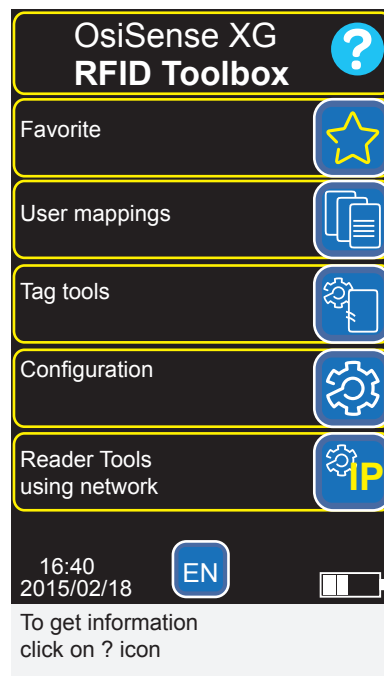 OsiSense XG
RFID Toolbox
?
Favorite
User mappings
Tag tools
Configuration
Reader Tools
using network
IP
16:40
2015/02/18
EN
To get information
click on ? icon